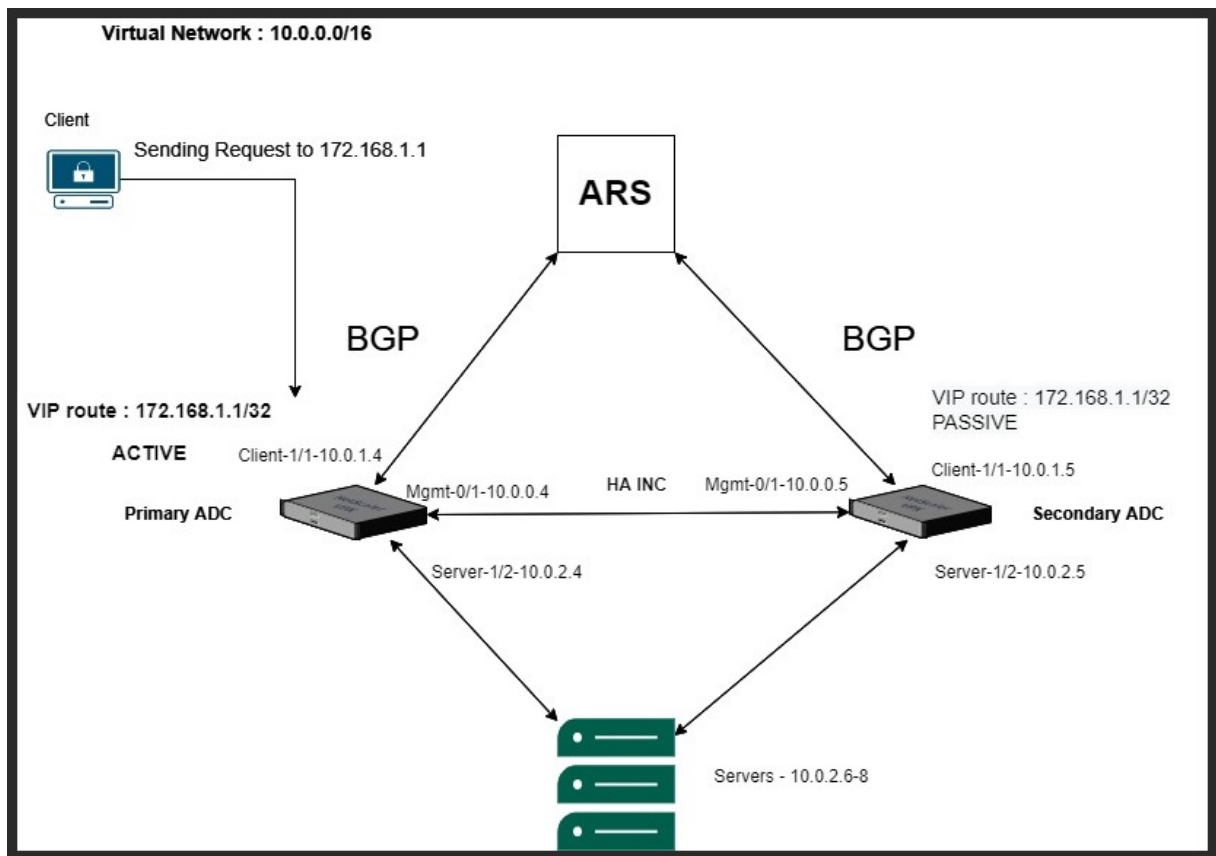 Virtual Network : 10.0.0.0/16
Client
Sending Request to 172.168.1.1
ARS
BGP
BGP
VIP route : 172.168.1.1/32
ACTIVE
VIP route : 172.168.1.1/32
PASSIVE
Client-1/1-10.0.1.4
Client-1/1-10.0.1.5
Mgmt-0/1-10.0.0.4
HA INC
Mgmt-0/1-10.0.0.5
Primary ADC
Secondary ADC
Server-1/2-10.0.2.4
Server-1/2-10.0.2.5
Servers - 10.0.2.6-8